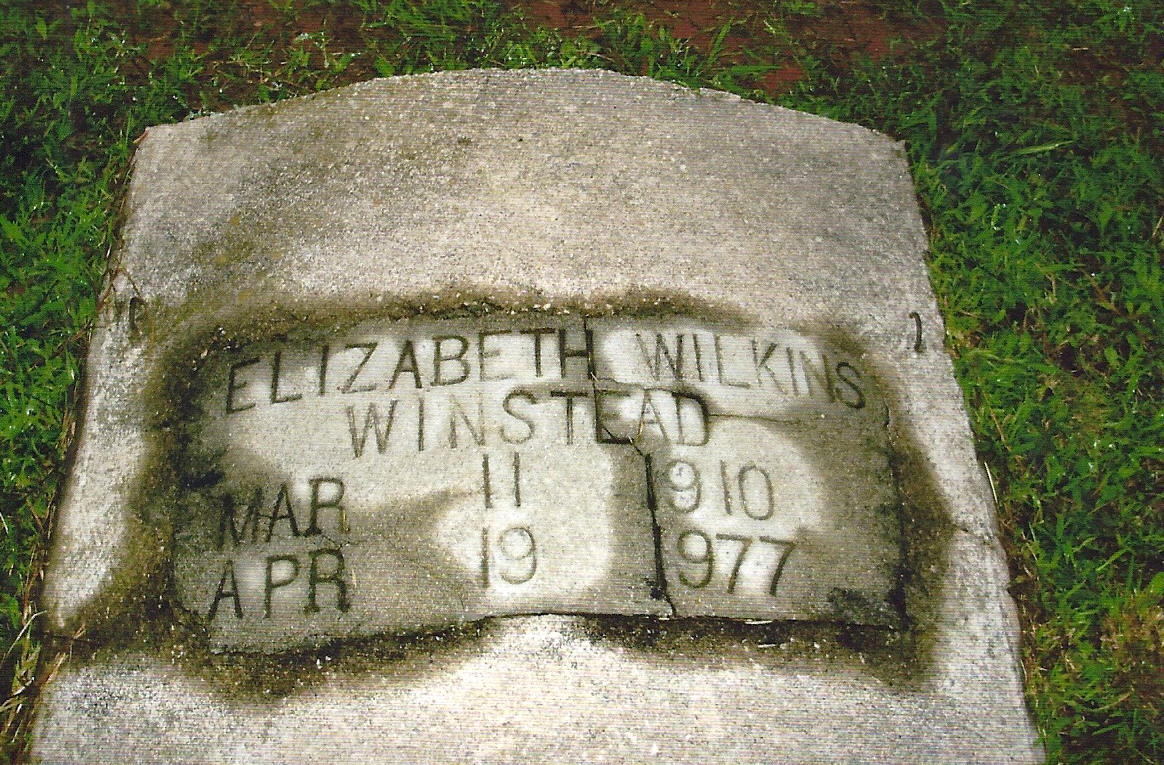 ELIZABETH WILKINS
WINSTEAD
MAR 11 1910
APR 19 1977